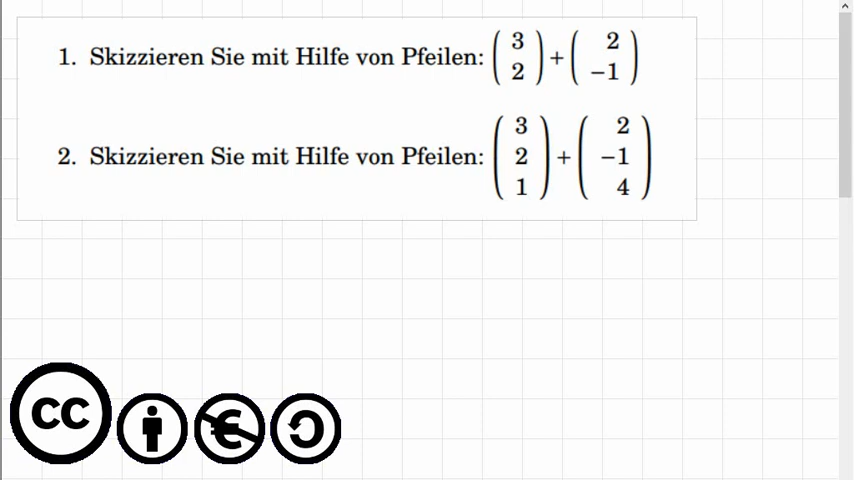 1. Skizzieren Sie mit Hilfe von Pfeilen: (3 2) + (2 −1)
2. Skizzieren Sie mit Hilfe von Pfeilen: (3 2 1) + (2 −1 4)
cc